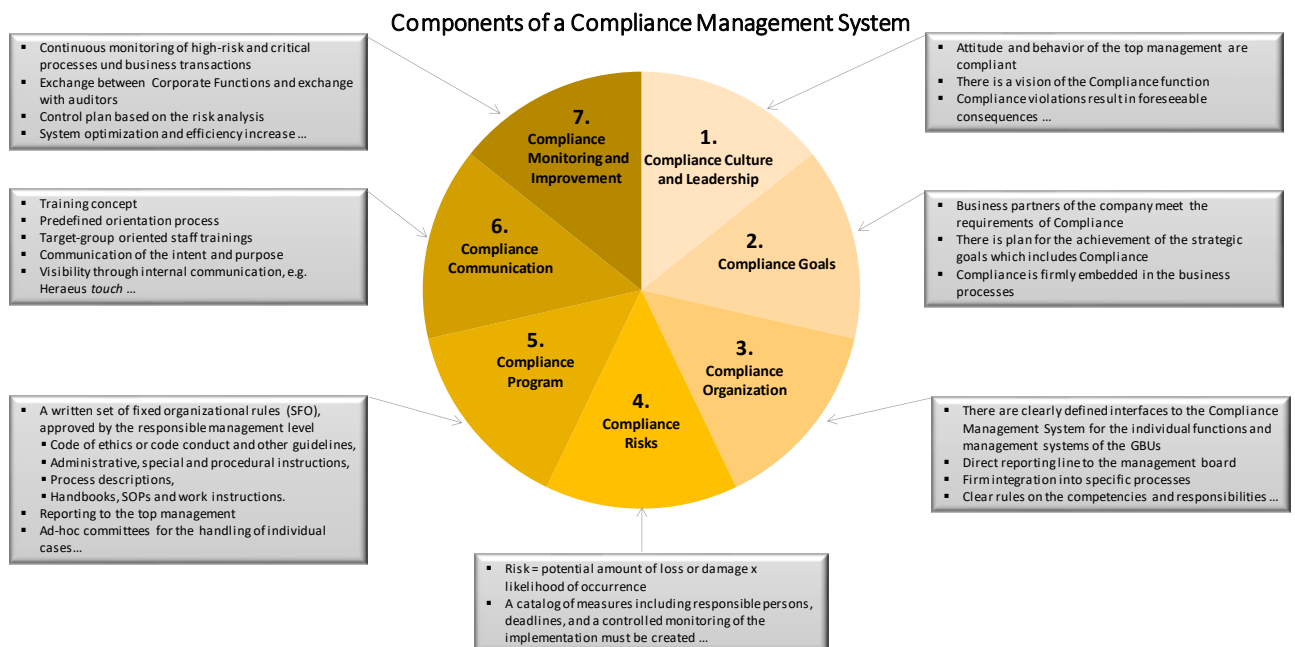 Components of a Compliance Management System
▪ Continuous monitoring of high-risk and critical
processes und business transactions
▪ Exchange between Corporate Functions and exchange
with auditors
▪ Control plan based on the risk analysis
▪ System optimization and efficiency increase …
▪ Attitude and behavior of the top management are
compliant
▪ There is a vision of the Compliance function
▪ Compliance violations result in foreseeable
consequences …
7.
Compliance
Monitoring and
Improvement
1.
Compliance Culture
and Leadership
▪ Training concept
▪ Predefined orientation process
▪ Target-group oriented staff trainings
▪ Communication of the intent and purpose
▪ Visibility through internal communication, e.g.
Heraeus touch …
6.
Compliance
Communication
2.
Compliance Goals
▪ Business partners of the company meet the
requirements of Compliance
▪ There is plan for the achievement of the strategic
goals which includes Compliance
▪ Compliance is firmly embedded in the business
processes
5.
Compliance
Program
4.
Compliance
Risks
3.
Compliance
Organization
▪ A written set of fixed organizational rules (SFO),
approved by the responsible management level
▪ Code of ethics or code conduct and other guidelines,
▪ Administrative, special and procedural instructions,
▪ Process descriptions,
▪ Handbooks, SOPs and work instructions.
▪ Reporting to the top management
▪ Ad-hoc committees for the handling of individual
cases…
▪ There are clearly defined interfaces to the Compliance
Management System for the individual functions and
management systems of the GBUs
▪ Direct reporting line to the management board
▪ Firm integration into specific processes
▪ Clear rules on the competencies and responsibilities …
▪ Risk = potential amount of loss or damage x
likelihood of occurrence
▪ A catalog of measures including responsible persons,
deadlines, and a controlled monitoring of the
implementation must be created …